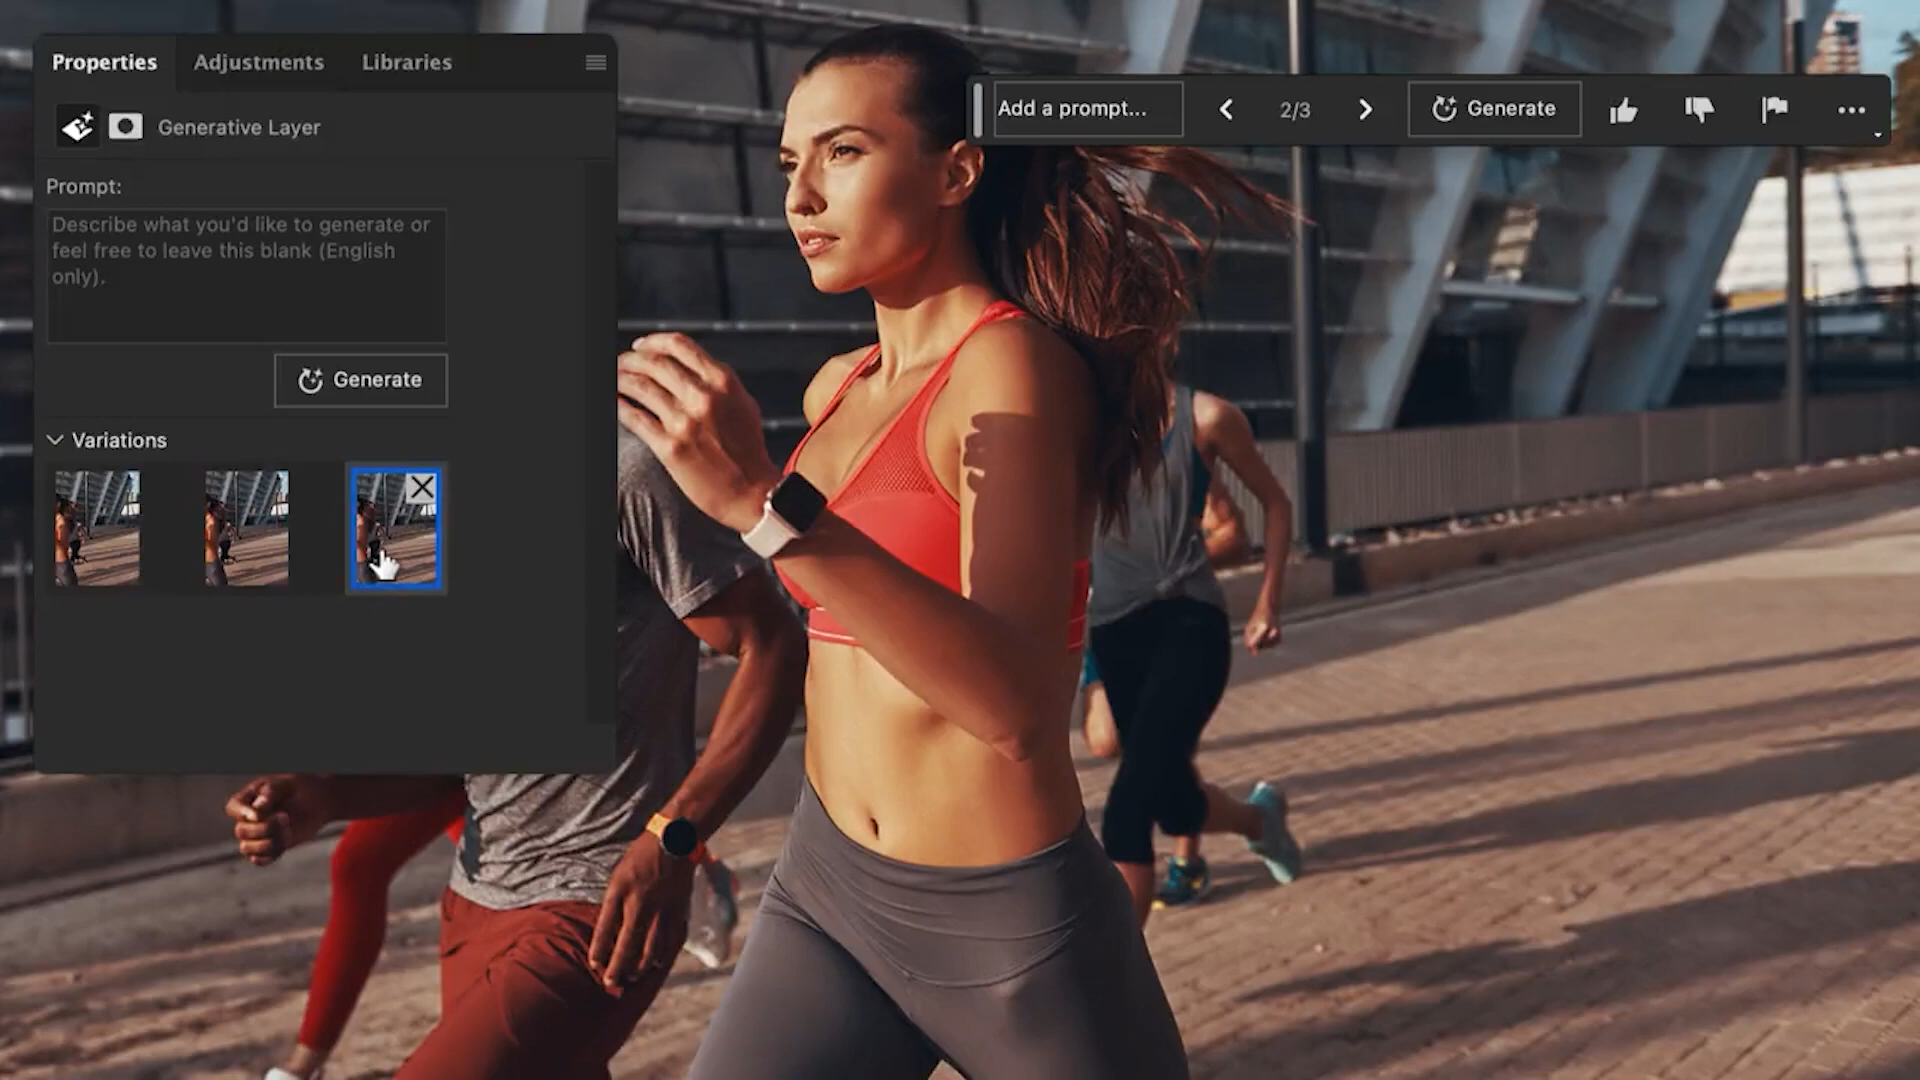 Properties
Adjustments
Libraries
Generative Layer
Prompt:
Describe what you'd like to generate or
feel free to leave this blank (English
only).
Generate
Variations
Add a prompt...
2/3
Generate